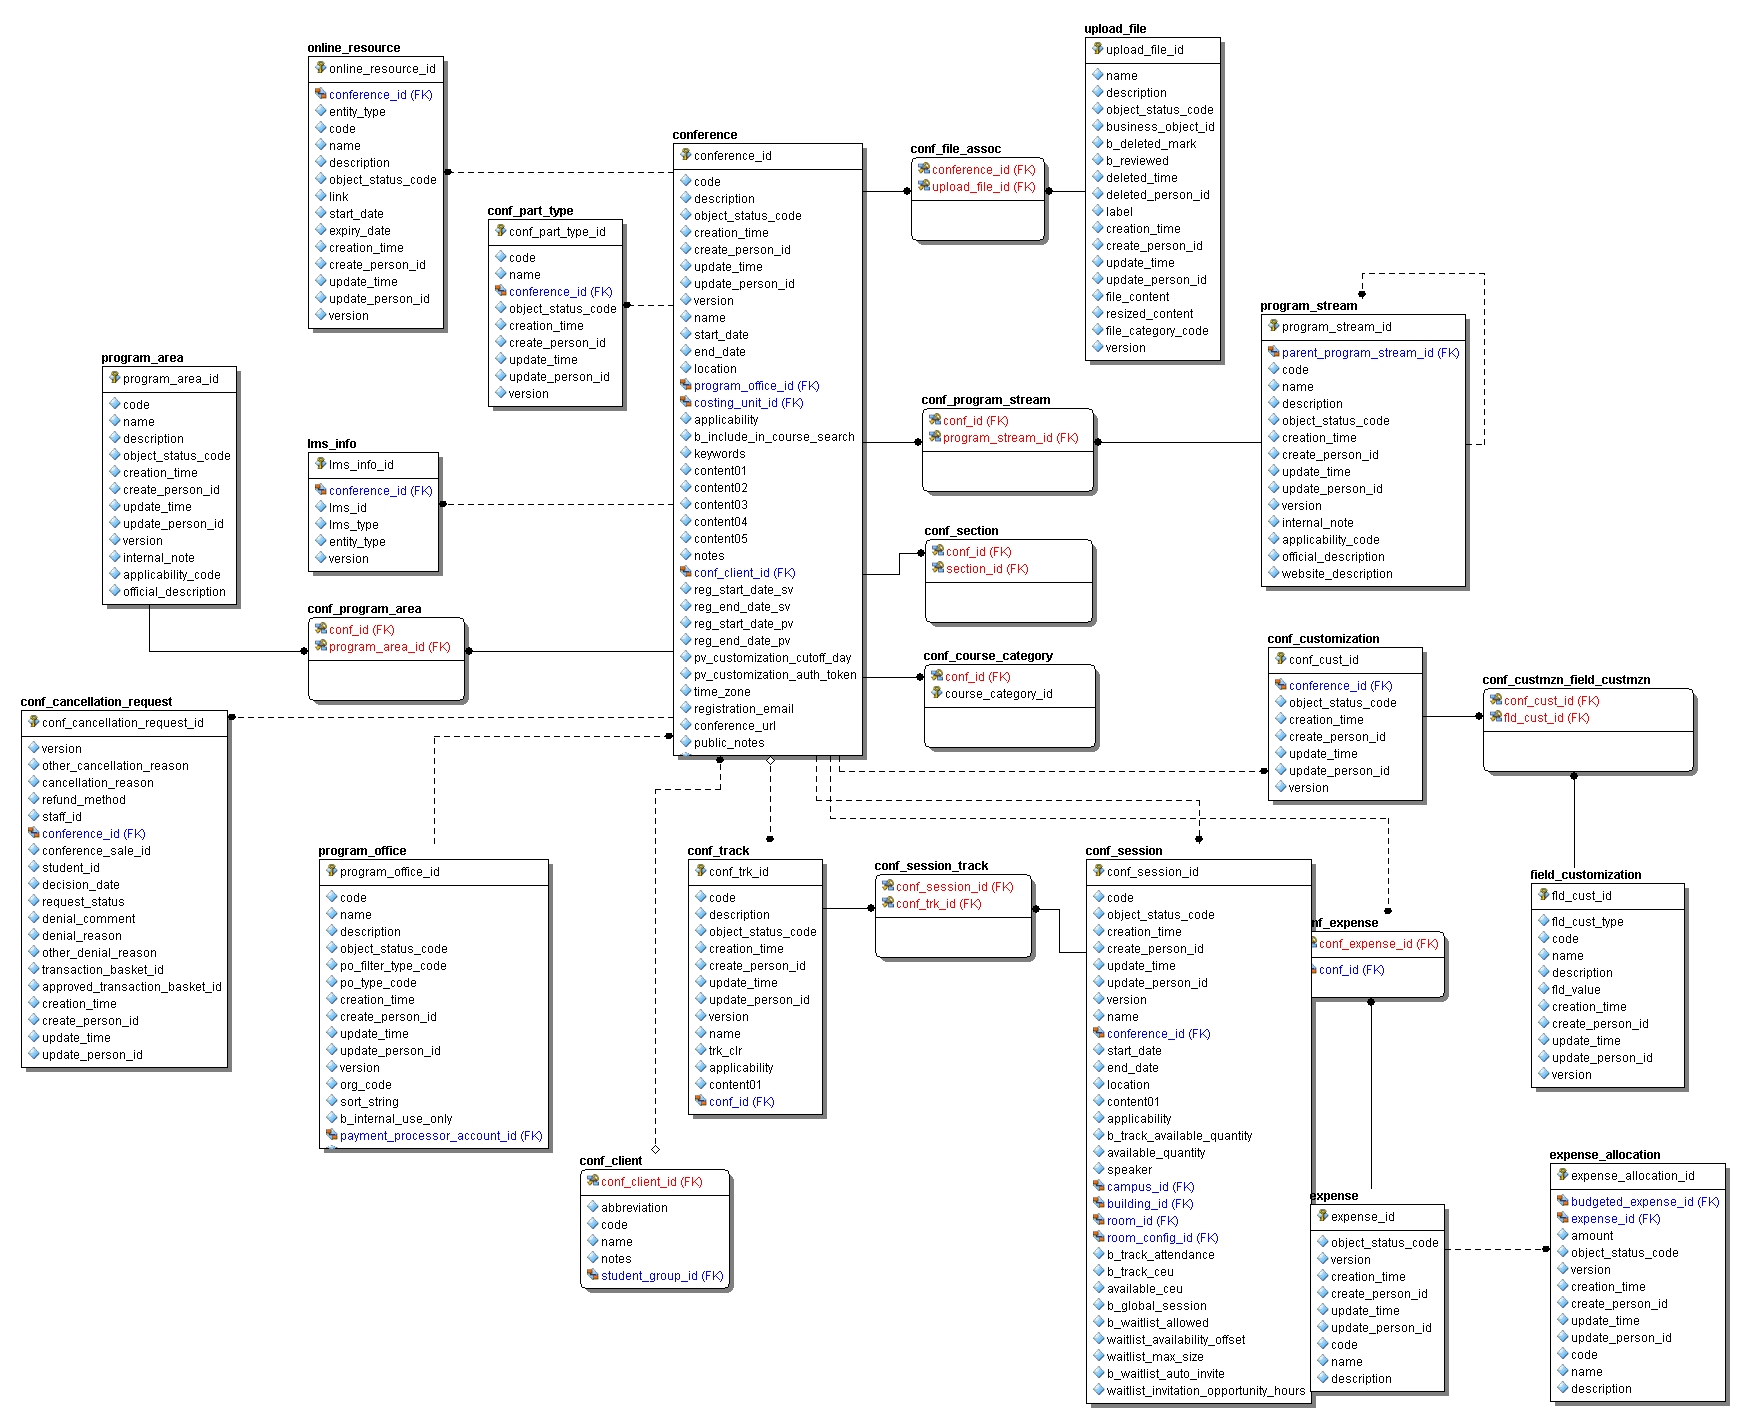 online_resource
online_resource_id
conference_id (FK)
entity_type
code
name
description
object_status_code
link
start_date
expiry_date
creation_time
create_person_id
update_time
update_person_id
version
conf_part_type
conf_part_type_id
code
name
conference_id (FK)
object_status_code
creation_time
create_person_id
update_time
update_person_id
version
conference
conference_id
code
description
object_status_code
creation_time
create_person_id
update_time
update_person_id
version
name
start_date
end_date
location
program_office_id (FK)
costing_unit_id (FK)
applicability
b_include_in_course_search
keywords
content01
content02
content03
content04
content05
notes
conf_client_id (FK)
reg_start_date_sv
reg_end_date_sv
reg_start_date_pv
reg_end_date_pv
pv_customization_cutoff_day
pv_customization_auth_token
time_zone
registration_email
conference_url
public_notes
conf_file_assoc
conference_id (FK)
upload_file_id (FK)
upload_file
upload_file_id
name
description
object_status_code
business_object_id
b_deleted_mark
b_reviewed
deleted_time
deleted_person_id
label
creation_time
create_person_id
update_time
update_person_id
file_content
resized_content
file_category_code
version
program_stream
program_stream_id
parent_program_stream_id (FK)
code
name
description
object_status_code
creation_time
create_person_id
update_time
update_person_id
version
internal_note
applicability_code
official_description
website_description
program_area
program_area_id
code
name
description
object_status_code
creation_time
create_person_id
update_time
update_person_id
version
internal_note
applicability_code
official_description
lms_info
lms_info_id
conference_id (FK)
lms_id
lms_type
entity_type
version
conf_program_stream
conf_id (FK)
program_stream_id (FK)
conf_section
conf_id (FK)
section_id (FK)
conf_program_area
conf_id (FK)
program_area_id (FK)
conf_course_category
conf_id (FK)
course_category_id
conf_customization
conf_cust_id
conference_id (FK)
object_status_code
creation_time
create_person_id
update_time
update_person_id
version
conf_custmzn_field_custmzn
conf_cust_id (FK)
fld_cust_id (FK)
conf_cancellation_request
conf_cancellation_request_id
version
other_cancellation_reason
cancellation_reason
refund_method
staff_id
conference_id (FK)
conference_sale_id
student_id
decision_date
request_status
denial_comment
denial_reason
other_denial_reason
transaction_basket_id
approved_transaction_basket_id
creation_time
create_person_id
update_time
update_person_id
program_office
program_office_id
code
name
description
object_status_code
po_filter_type_code
po_type_code
creation_time
create_person_id
update_time
update_person_id
version
org_code
sort_string
b_internal_use_only
payment_processor_account_id (FK)
conf_track
conf_trk_id
code
description
object_status_code
creation_time
create_person_id
update_time
update_person_id
version
name
trk_clr
applicability
content01
conf_id (FK)
conf_session_track
conf_session_id (FK)
conf_trk_id (FK)
conf_session
conf_session_id
code
object_status_code
creation_time
create_person_id
update_time
update_person_id
version
name
conference_id (FK)
start_date
end_date
location
content01
applicability
b_track_available_quantity
available_quantity
speaker
campus_id (FK)
building_id (FK)
room_id (FK)
room_config_id (FK)
b_track_attendance
b_track_ceu
available_ceu
b_global_session
b_waitlist_allowed
waitlist_availability_offset
waitlist_max_size
b_waitlist_auto_invite
waitlist_invitation_opportunity_hours
nf_expense
conf_expense_id (FK)
conf_id (FK)
field_customization
fld_cust_id
fld_cust_type
code
name
description
fld_value
creation_time
create_person_id
update_time
update_person_id
version
conf_client
conf_client_id (FK)
abbreviation
code
name
notes
student_group_id (FK)
expense
expense_id
object_status_code
version
creation_time
create_person_id
update_time
update_person_id
code
name
description
expense_allocation
expense_allocation_id
budgeted_expense_id (FK)
expense_id (FK)
amount
object_status_code
version
creation_time
create_person_id
update_time
update_person_id
code
name
description